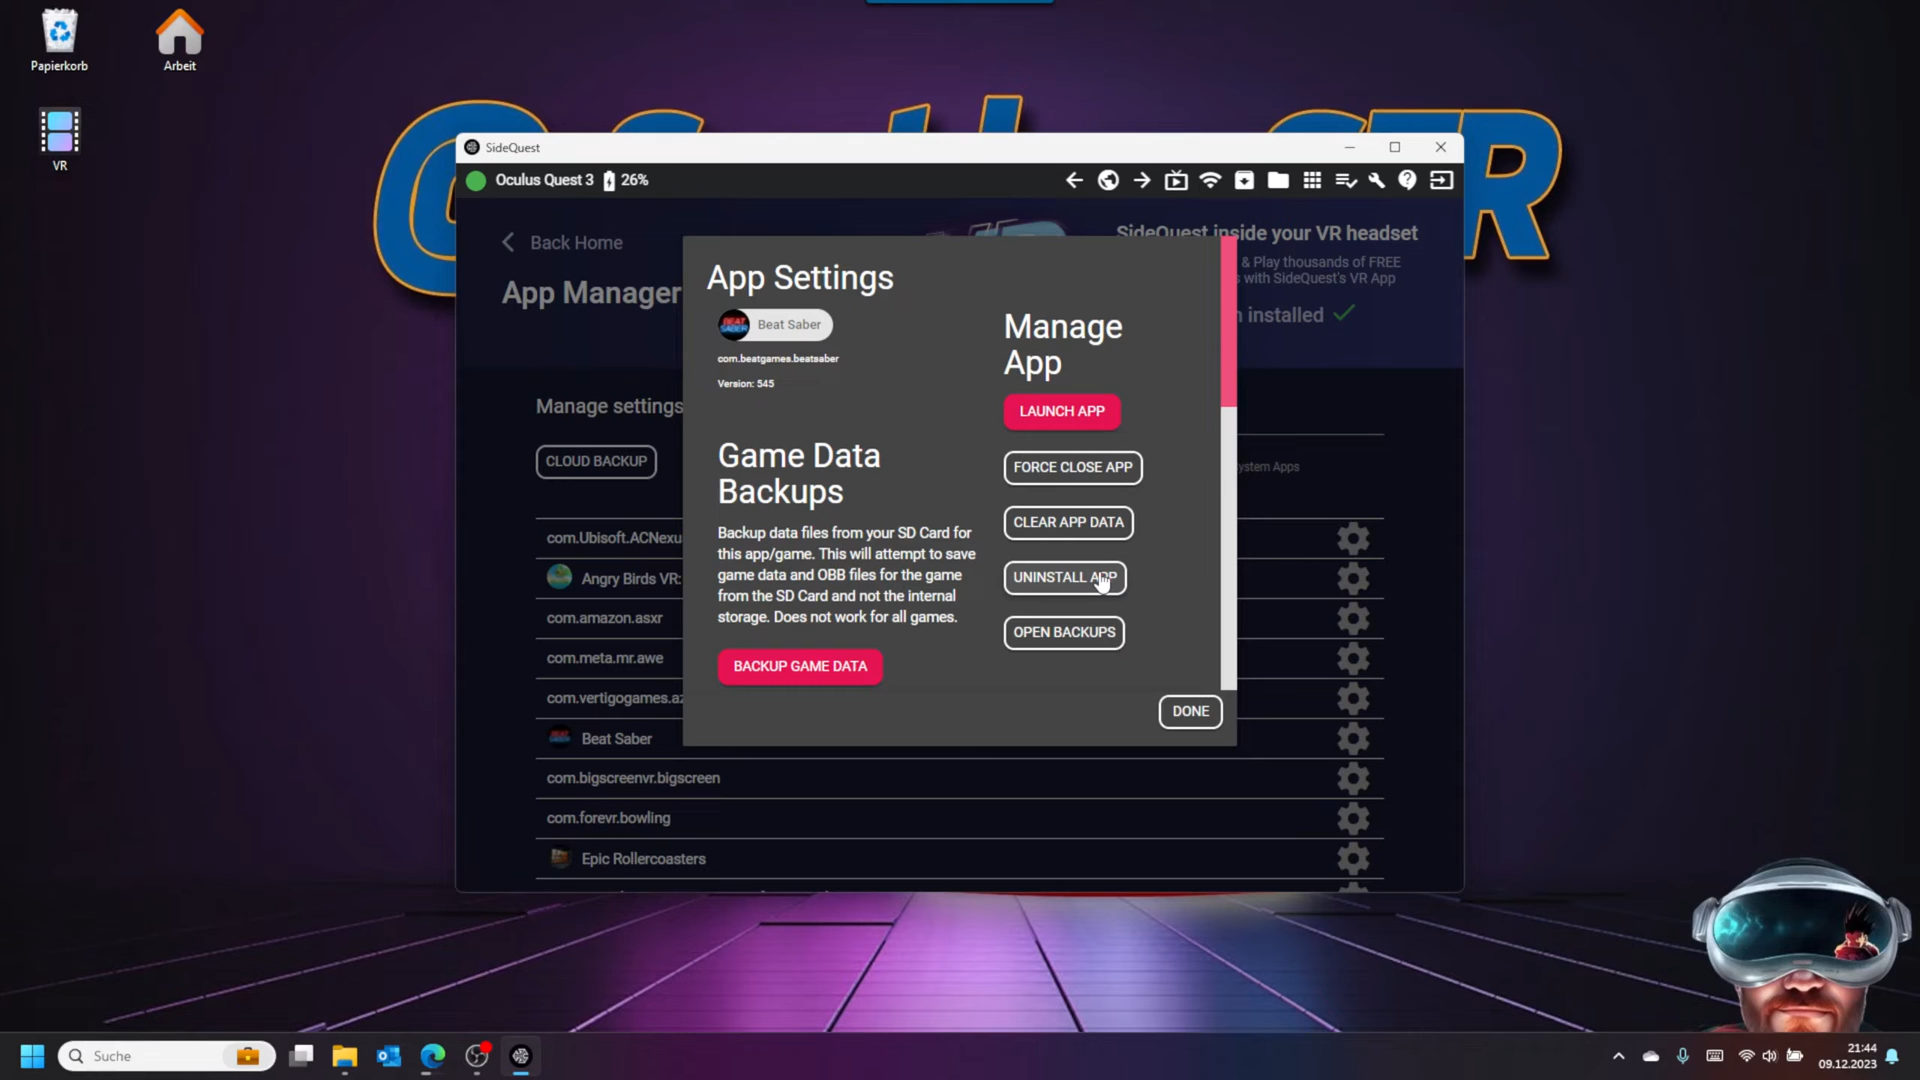 Papierkorb
Arbeit
VR
SideQuest
Oculus Quest 3 26%
Back Home
App Manager
SideQuest inside your VR headset
& Play thousands of FREE
with SideQuest's VR App
installed
Manage settings
CLOUD BACKUP
ystem Apps
com.Ubisoft.ACNexu
Angry Birds VR:
com.amazon.asxr
com.meta.mr.awe
com.vertigogames.az
Beat Saber
com.bigscreenvr.bigscreen
com.forevr.bowling
Epic Rollercoasters
App Settings
BEAT SABER
Beat Saber
com.beatgames.beatsaber
Version: 545
Game Data
Backups
Backup data files from your SD Card for
this app/game. This will attempt to save
game data and OBB files for the game
from the SD Card and not the internal
storage. Does not work for all games.
BACKUP GAME DATA
Manage
App
LAUNCH APP
FORCE CLOSE APP
CLEAR APP DATA
UNINSTALL APP
OPEN BACKUPS
DONE
Suche
21:44
09.12.2023